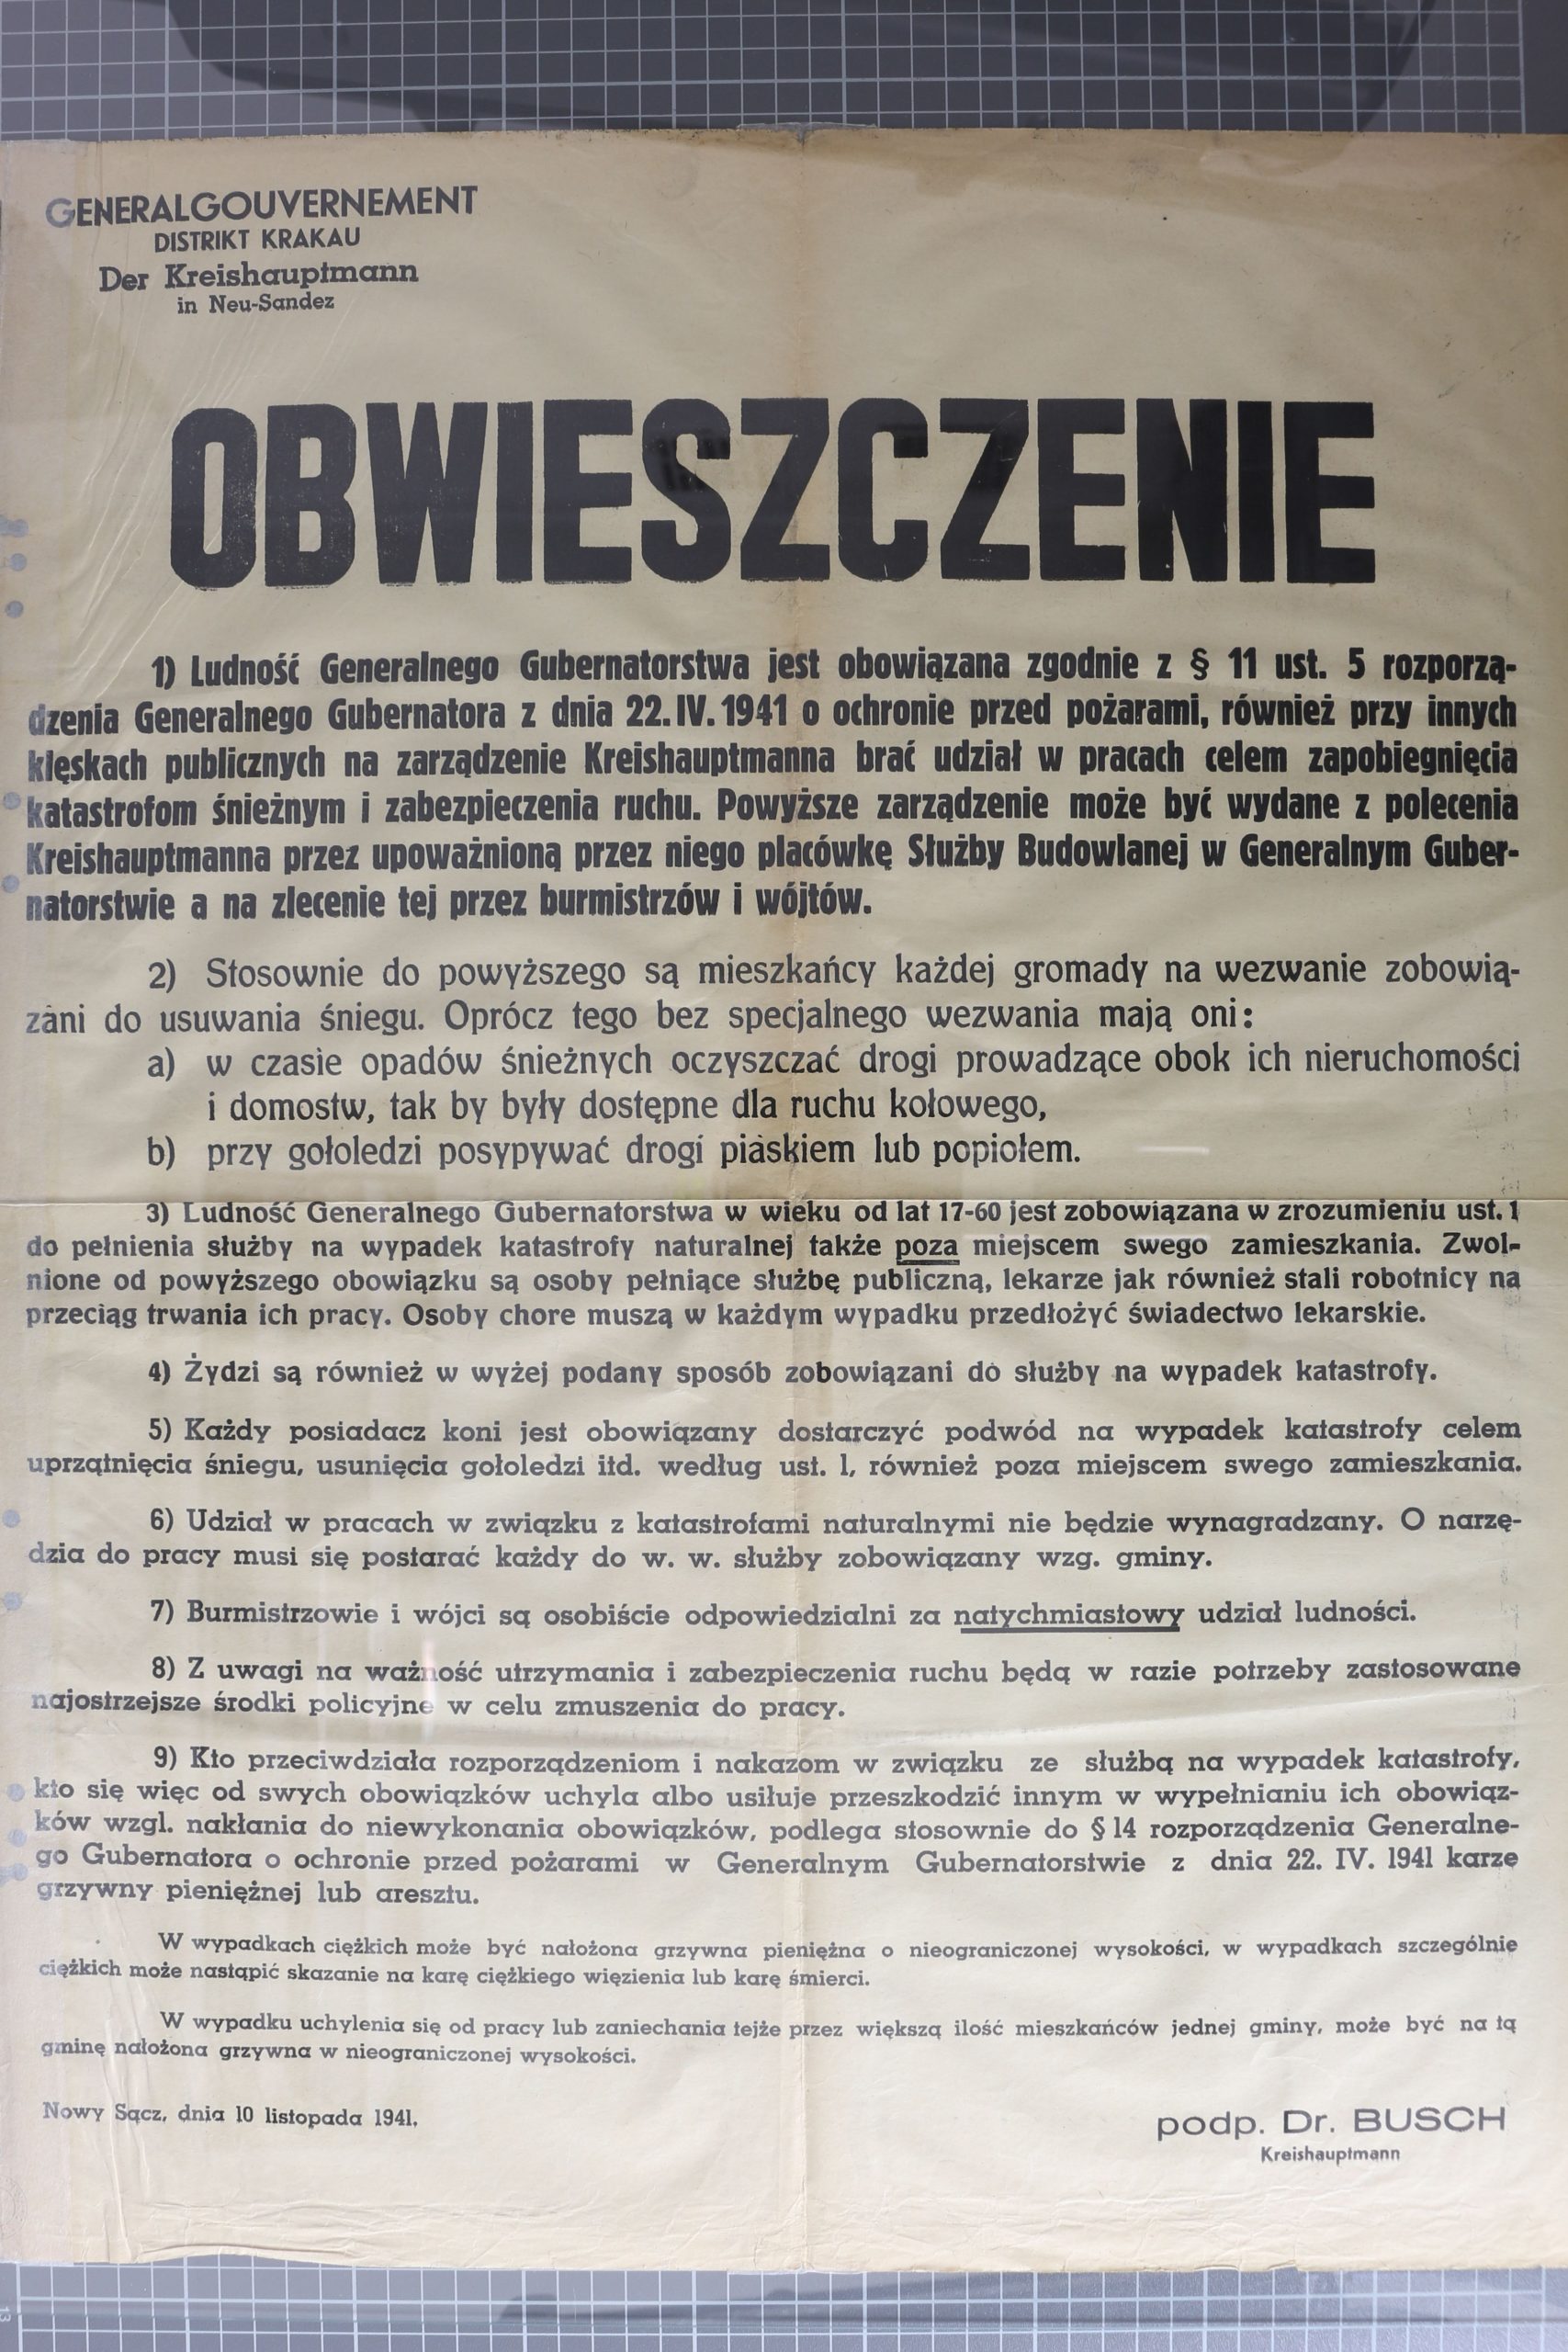 GENERALGOUVERNEMENT
DISTRIKT KRAKAU
Der Kreishauptmann
in Neu-Sandez
OBWIESZCZENIE
1) Ludność Generalnego Gubernatorstwa jest obowiązana zgodnie z § 11 ust. 5 rozporzą-
dzenia Generalnego Gubernatora z dnia 22. IV. 1941 o ochronie przed pożarami, również przy innych
klęskach publicznych na zarządzenie Kreishauptmanna brać udział w pracach celem zapobiegnięcia
katastrofom śnieżnym i zabezpieczenia ruchu. Powyższe zarządzenie może być wydane z polecenia
Kreishauptmanna przez upoważnioną przez niego placówkę Służby Budowlanej w Generalnym Guber-
natorstwie a na zlecenie tej przez burmistrzów i wójtów.
2) Stosownie do powyższego są mieszkańcy każdej gromady na wezwanie zobowią-
zani do usuwania śniegu. Oprócz tego bez specjalnego wezwania mają oni:
a) w czasie opadów śnieżnych oczyszczać drogi prowadzące obok ich nieruchomości
i domostw, tak by były dostępne dla ruchu kołowego,
b) przy gołoledzi posypywać drogi piaskiem lub popiołem.
3) Ludność Generalnego Gubernatorstwa w wieku od lat 17-60 jest zobowiązana w zrozumieniu ust. 1
do pełnienia służby na wypadek katastrofy naturalnej także poza miejscem swego zamieszkania. Zwol-
nione od powyższego obowiązku są osoby pełniące służbę publiczną, lekarze jak również stali robotnicy na
przeciąg trwania ich pracy. Osoby chore muszą w każdym wypadku przedłożyć świadectwo lekarskie.
4) Żydzi są również w wyżej podany sposób zobowiązani do służby na wypadek katastrofy.
5) Każdy posiadacz koni jest obowiązany dostarczyć podwód na wypadek katastrofy celem
uprzątnięcia śniegu, usunięcia gołoledzi itd. według ust. 1, również poza miejscem swego zamieszkania.
6) Udział w pracach w związku z katastrofami naturalnymi nie będzie wynagradzany. O narzę-
dzia do pracy musi się postarać każdy do w. w. służby zobowiązany wzg. gminy.
7) Burmistrzowie i wójci są osobiście odpowiedzialni za natychmiastowy udział ludności.
8) Z uwagi na ważność utrzymania i zabezpieczenia ruchu będą w razie potrzeby zastosowane
najostrzejsze środki policyjne w celu zmuszenia do pracy.
9) Kto przeciwdziała rozporządzeniom i nakazom w związku ze służbą na wypadek katastrofy,
kto się więc od swych obowiązków uchyla albo usiłuje przeszkodzić innym w wypełnianiu ich obowiąz-
ków wzgl. nakłania do niewykonania obowiązków, podlega stosownie do § 14 rozporządzenia Generalne-
go Gubernatora o ochronie przed pożarami w Generalnym Gubernatorstwie z dnia 22. IV. 1941 karze
grzywny pieniężnej lub aresztu.
W wypadkach ciężkich może być nałożona grzywna pieniężna o nieograniczonej wysokości, w wypadkach szczególnie
ciężkich może nastąpić skazanie na karę ciężkiego więzienia lub karę śmierci.
W wypadku uchylenia się od pracy lub zaniechania tejże przez większą ilość mieszkańców jednej gminy, może być na tą
gminę nałożona grzywna w nieograniczonej wysokości.
Nowy Sącz, dnia 10 listopada 1941.
podp. Dr. BUSCH
Kreishauptmann
13